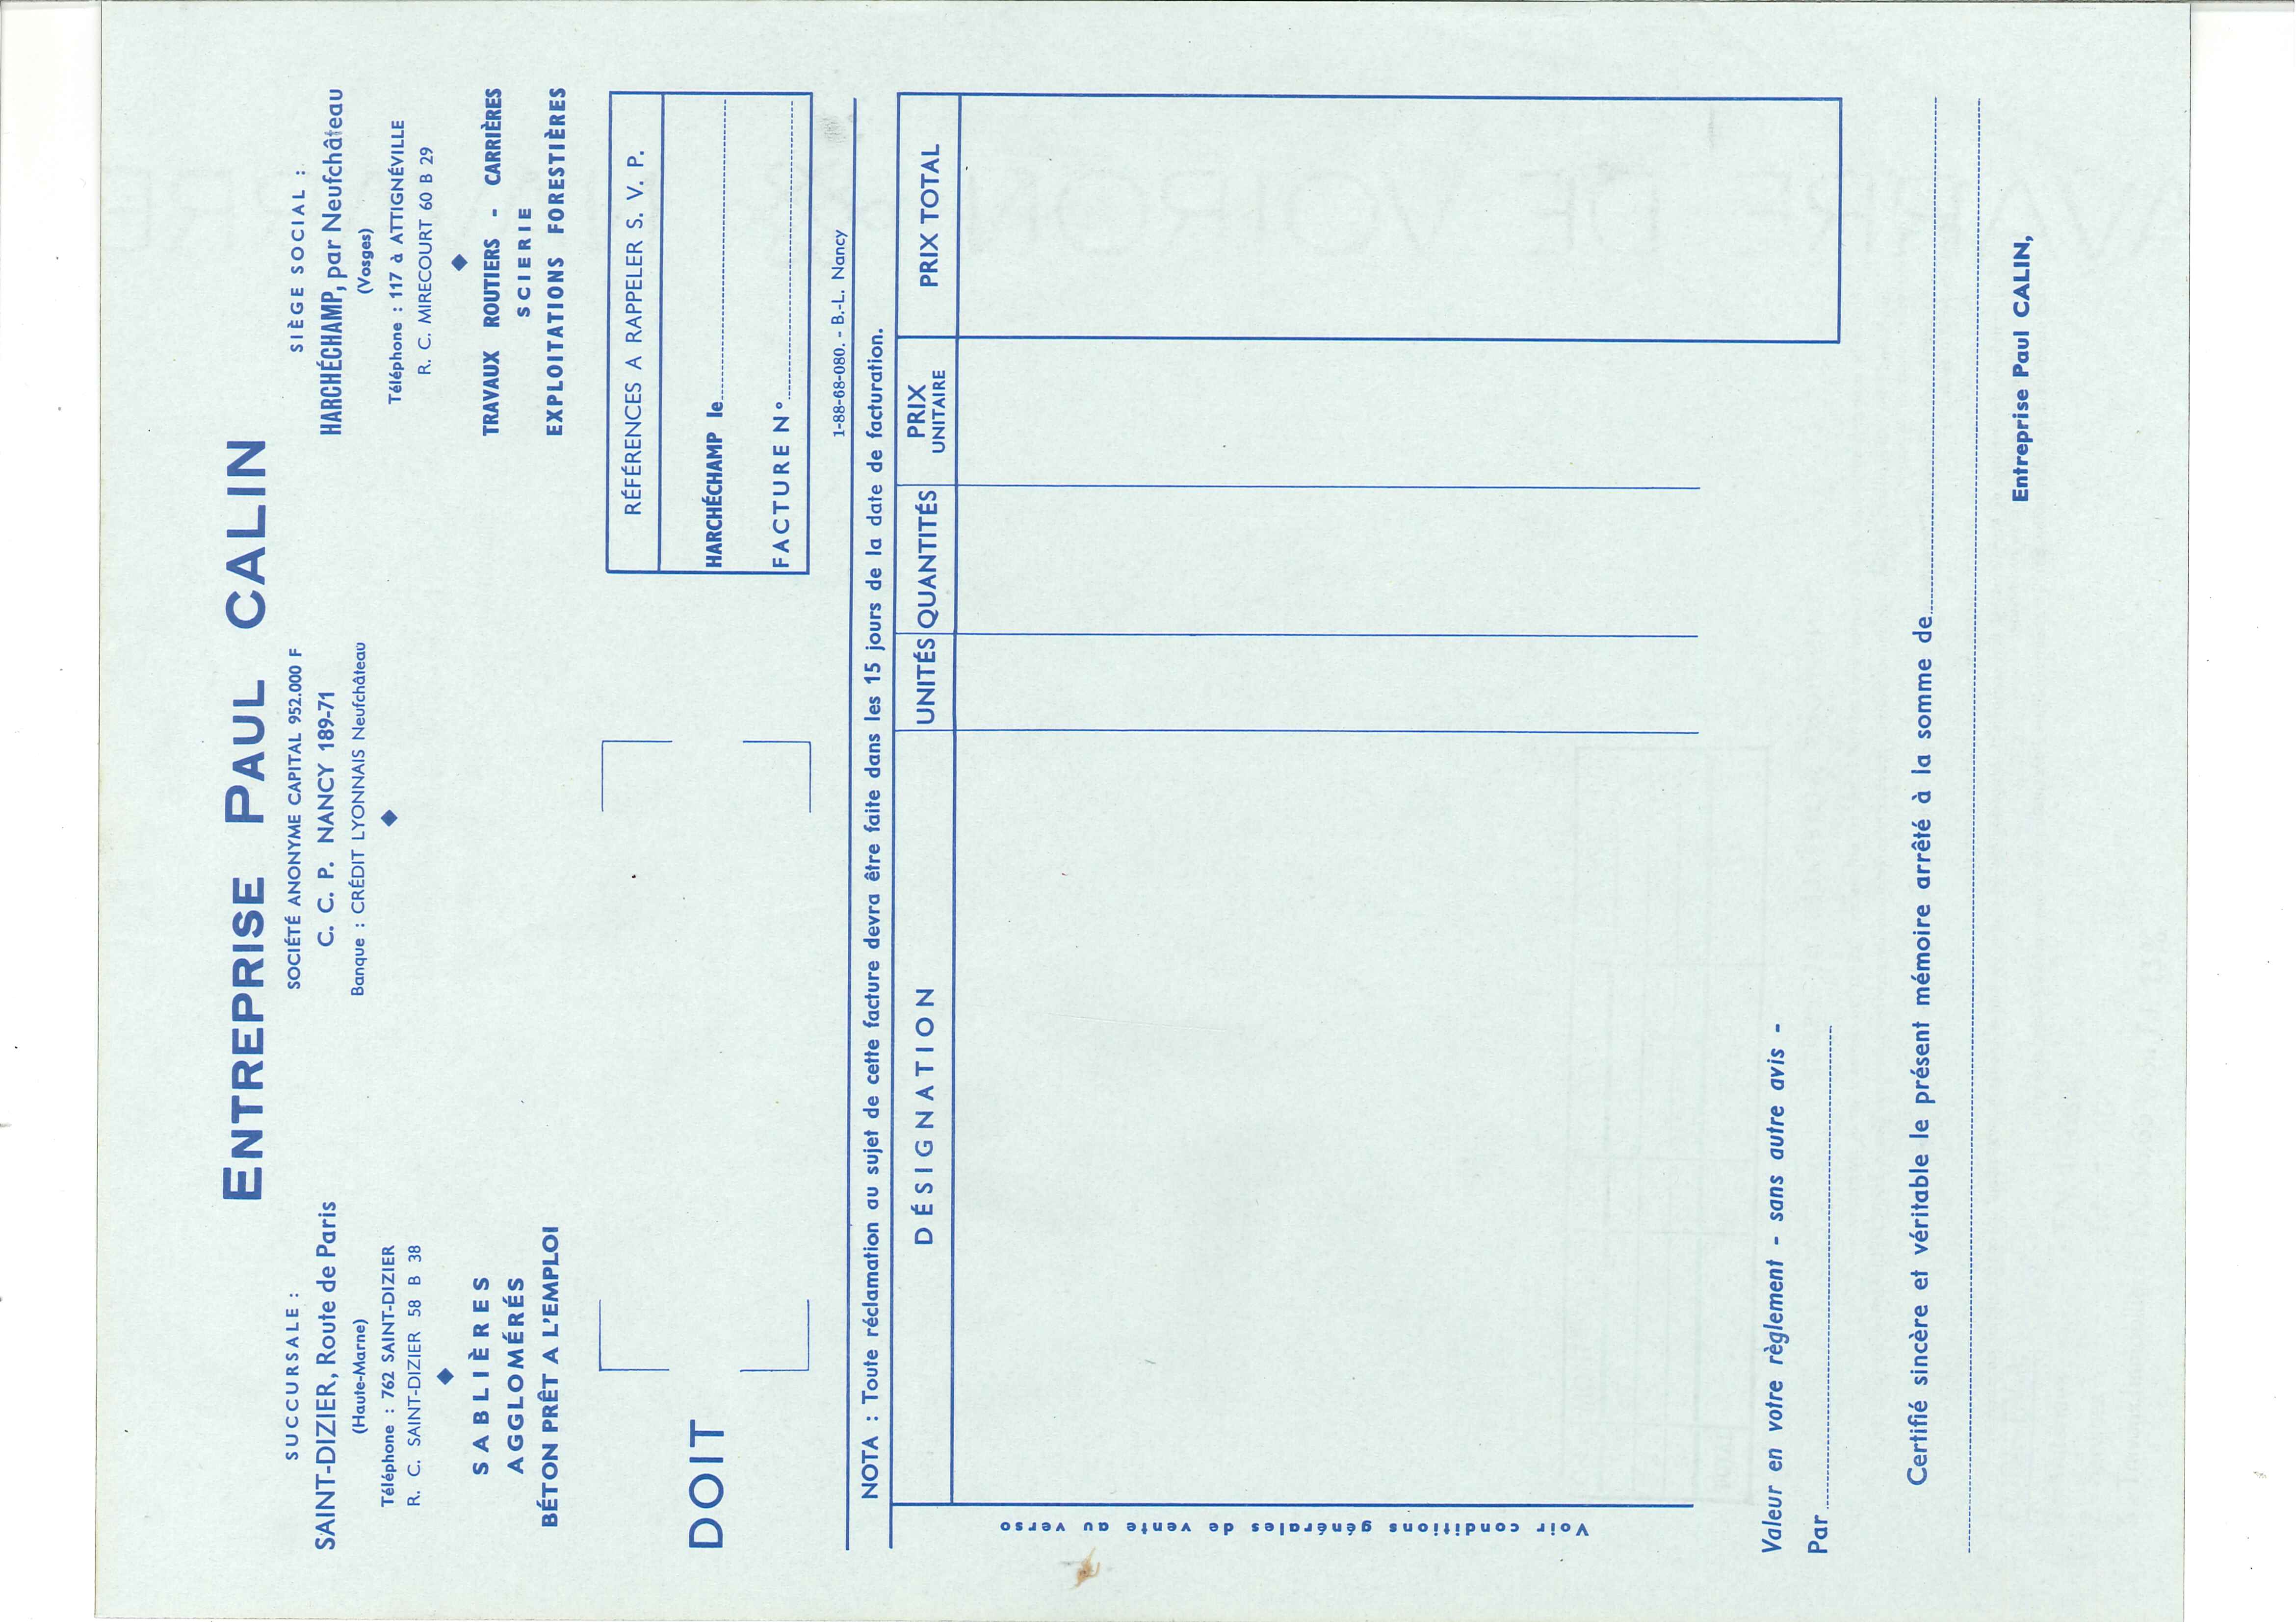 ENTREPRISE PAUL CALIN
SUCCURSALE :
SAINT-DIZIER, Route de Paris
(Haute-Marne)
Téléphone : 762 SAINT-DIZIER
R. C. SAINT-DIZIER 58 B 38
SABLIÈRES
AGGLOMÉRÉS
BÉTON PRÊT A L'EMPLOI
SOCIÉTÉ ANONYME CAPITAL 952.000 F
C. C. P. NANCY 189-71
Banque : CRÉDIT LYONNAIS Neufchâteau
SIÈGE SOCIAL :
HARCHÉCHAMP, par Neufchâteau
(Vosges)
Téléphone : 117 à ATTIGNÉVILLE
R. C. MIRECOURT 60 B 29
TRAVAUX ROUTIERS - CARRIÈRES
SCIERIE
EXPLOITATIONS FORESTIÈRES
DOIT
RÉFÉRENCES A RAPPELER S. V. P.
HARCHÉCHAMP le
FACTURE N°
1-88-68-080. - B.-L. Nancy
NOTA : Toute réclamation au sujet de cette facture devra être faite dans les 15 jours de la date de facturation.
DÉSIGNATION
UNITÉS
QUANTITÉS
PRIX
UNITAIRE
PRIX TOTAL
Voir conditions générales de vente au verso
Valeur en votre règlement - sans autre avis -
Par
Certifié sincère et véritable le présent mémoire arrêté à la somme de
Entreprise Paul CALIN,